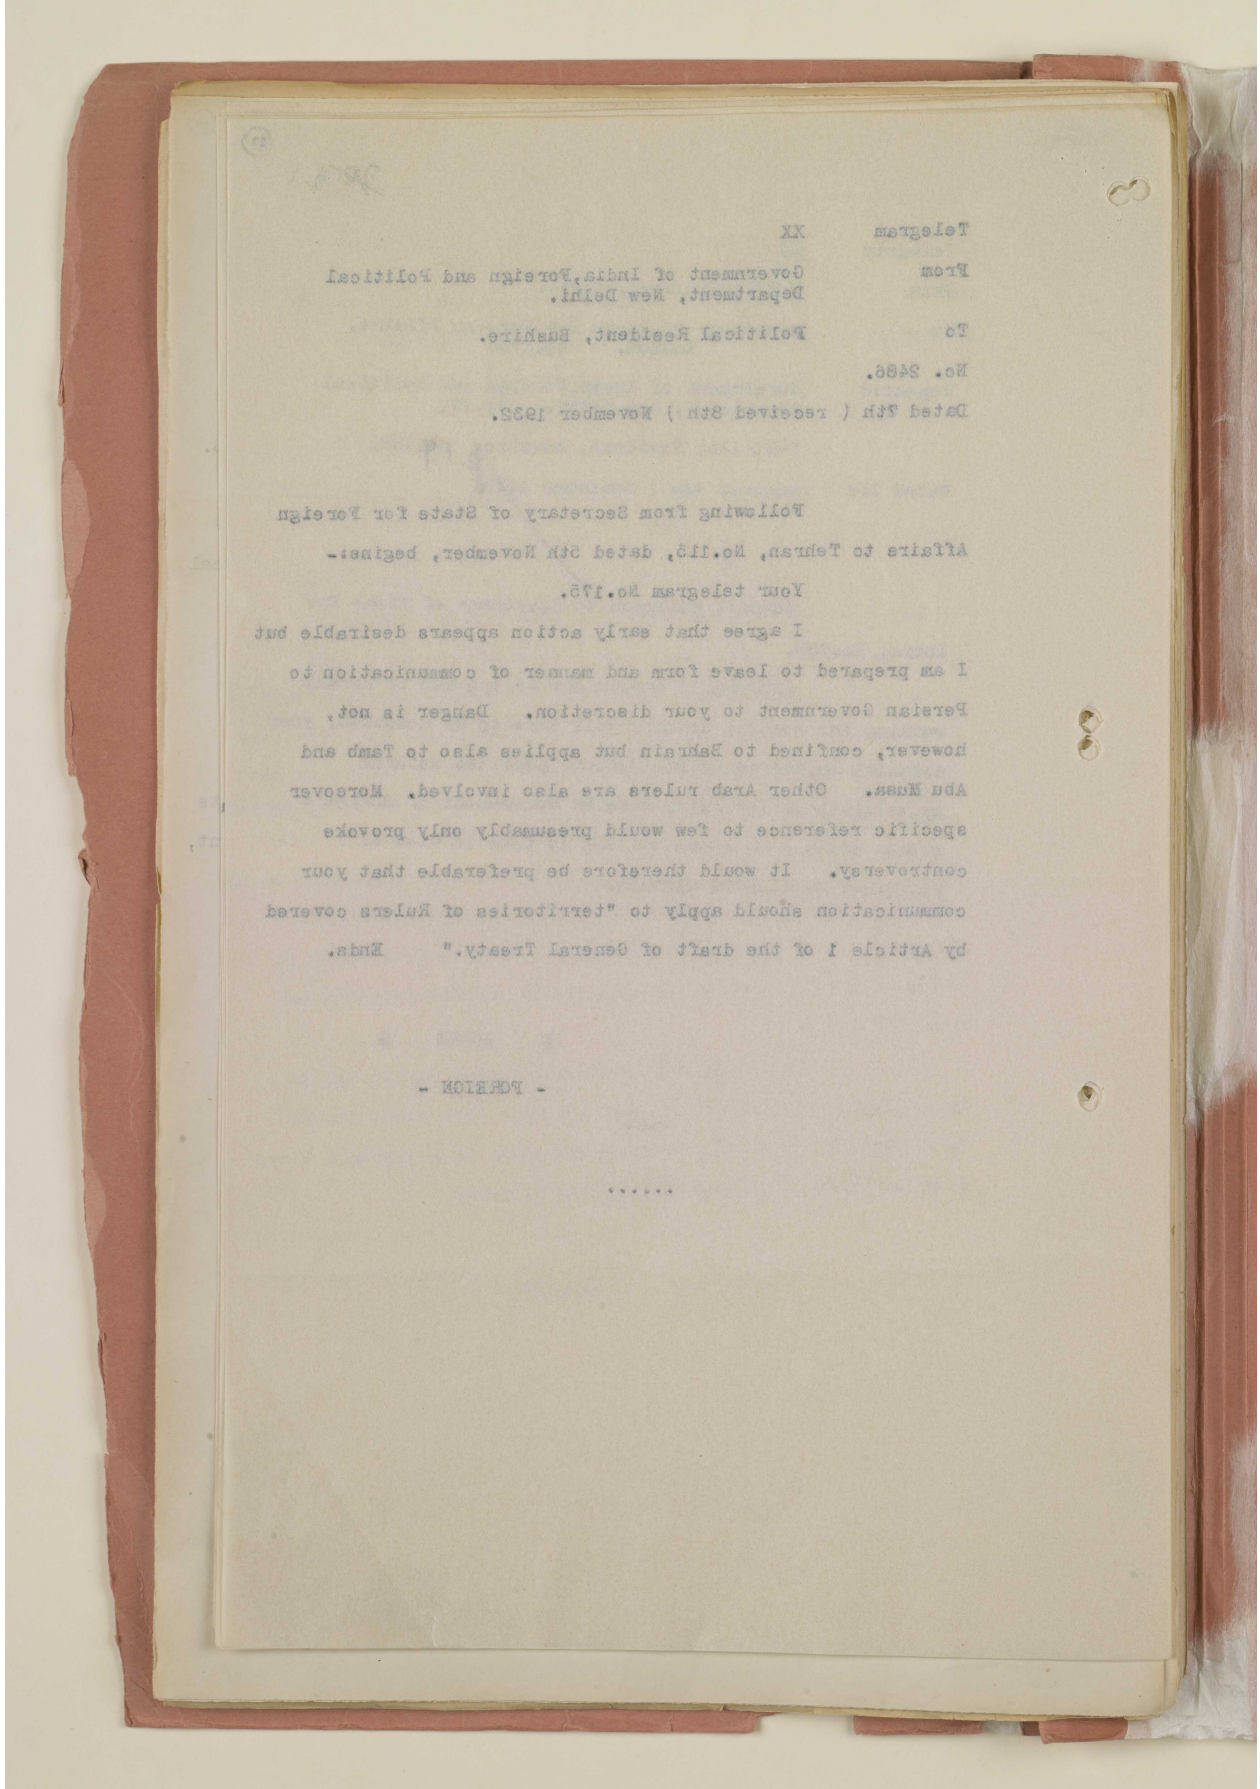 Telegram XX
From Government of India,Foreign and Political
Department, New Delhi.
To Political Resident, Bushire.
No. 2486.
Dated 7th ( received 8th ) November 1932.
Following from Secretary of State for Foreign
Affairs to Tehran, No.115, dated 5th November, begins:-
Your telegram No.175.
I agree that early action appears desirable but
I am prepared to leave form and manner of communication to
Persian Government to your discretion. Danger is not,
however, confined to Bahrain but applies also to Tamb and
Abu Musa. Other Arab rulers are also involved. Moreover
specific reference to few would presumably only provoke
controversy. It would therefore be preferable that your
communication should apply to "territories of Rulers covered
by Article 1 of the draft of General Treaty." Ends.
- FOREIGN -
......